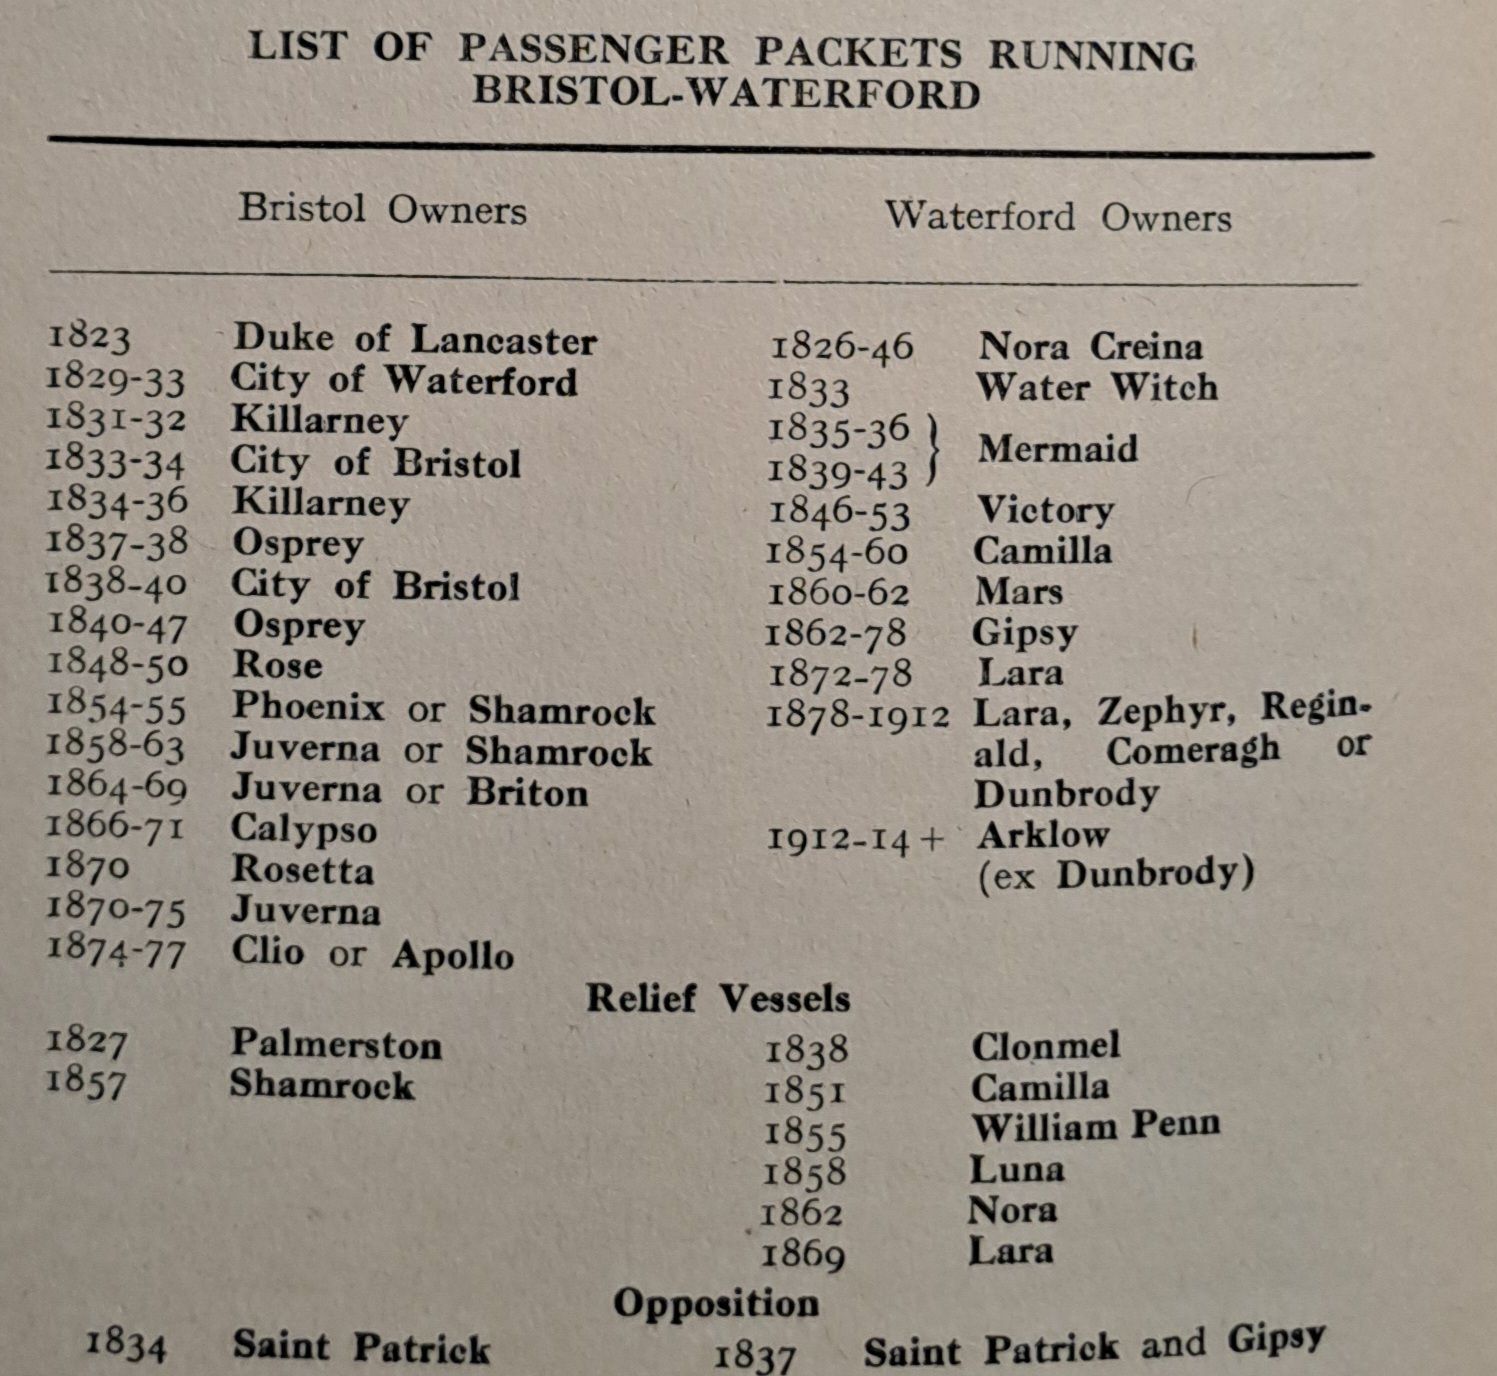 LIST OF PASSENGER PACKETS RUNNING
BRISTOL-WATERFORD
Bristol Owners
1823 Duke of Lancaster
1829-33 City of Waterford
1831-32 Killarney
1833-34 City of Bristol
1834-36 Killarney
1837-38 Osprey
1838-40 City of Bristol
1840-47 Osprey
1848-50 Rose
1854-55 Phoenix or Shamrock
1858-63 Juverna or Shamrock
1864-69 Juverna or Briton
1866-71 Calypso
1870 Rosetta
1870-75 Juverna
1874-77 Clio or Apollo
Waterford Owners
1826-46 Nora Creina
1833 Water Witch
1835-36 }
1839-43 } Mermaid
1846-53 Victory
1854-60 Camilla
1860-62 Mars
1862-78 Gipsy
1872-78 Lara
1878-1912 Lara, Zephyr, Regin-
ald, Comeragh or
Dunbrody
1912-14+ Arklow
(ex Dunbrody)
Relief Vessels
1827 Palmerston
1857 Shamrock
1838 Clonmel
1851 Camilla
1855 William Penn
1858 Luna
1862 Nora
1869 Lara
Opposition
1834 Saint Patrick
1837 Saint Patrick and Gipsy